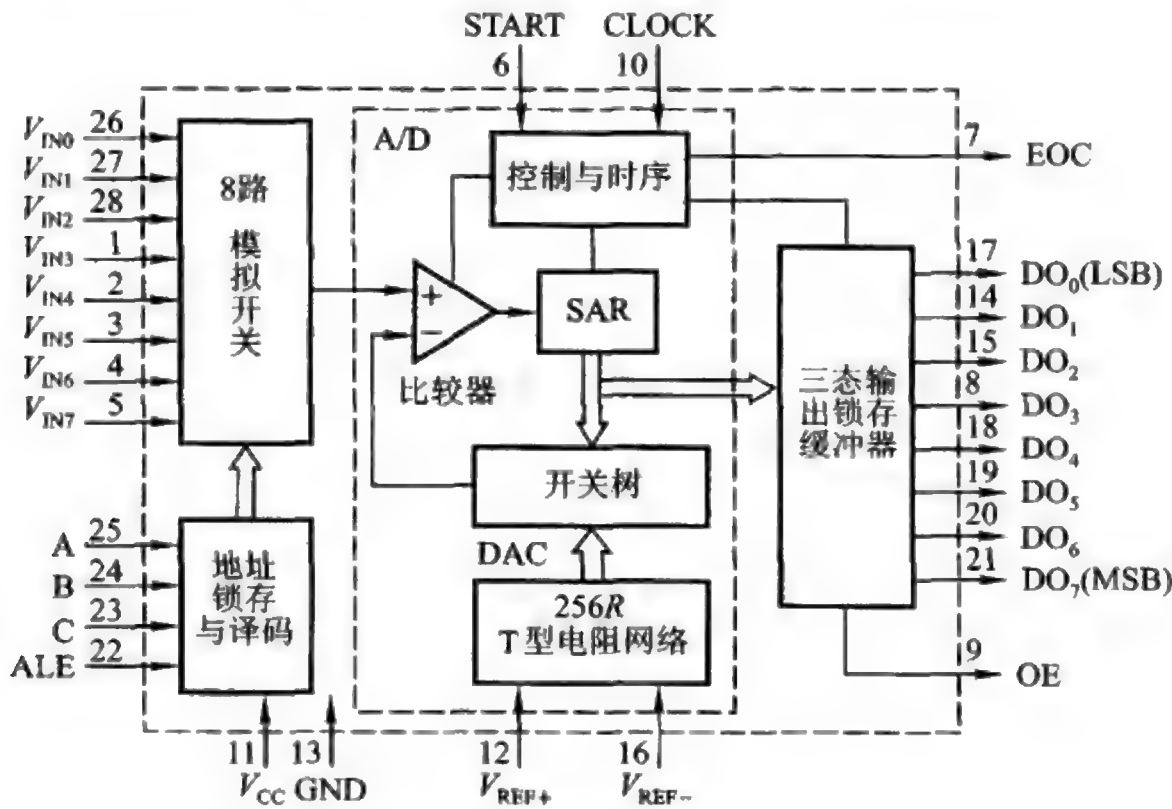 START CLOCK
6 10
A/D
V_IN0 26
V_IN1 27
V_IN2 28
V_IN3 1
V_IN4 2
V_IN5 3
V_IN6 4
V_IN7 5
8路
模拟开关
控制与时序
7 EOC
+
−
比较器
SAR
三态输
出锁存
缓冲器
17 DO₀(LSB)
14 DO₁
15 DO₂
8 DO₃
18 DO₄
19 DO₅
20 DO₆
21 DO₇(MSB)
开关树
DAC
A 25
B 24
C 23
ALE 22
地址
锁存
与译码
256R
T型电阻网络
9 OE
11 13 12 16
V_CC GND V_REF+ V_REF−